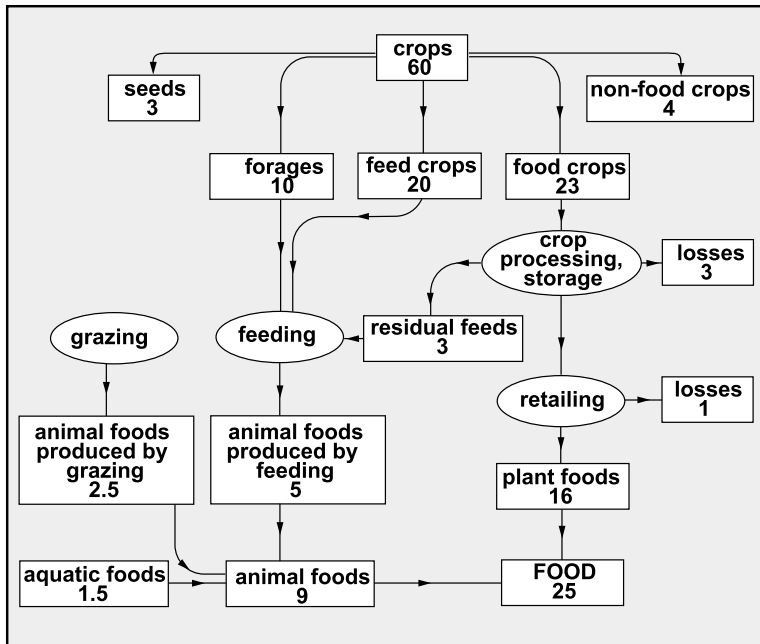 crops
60
seeds
3
non-food crops
4
forages
10
feed crops
20
food crops
23
crop
processing,
storage
losses
3
residual feeds
3
grazing
feeding
retailing
losses
1
animal foods
produced by
grazing
2.5
animal foods
produced by
feeding
5
plant foods
16
aquatic foods
1.5
animal foods
9
FOOD
25